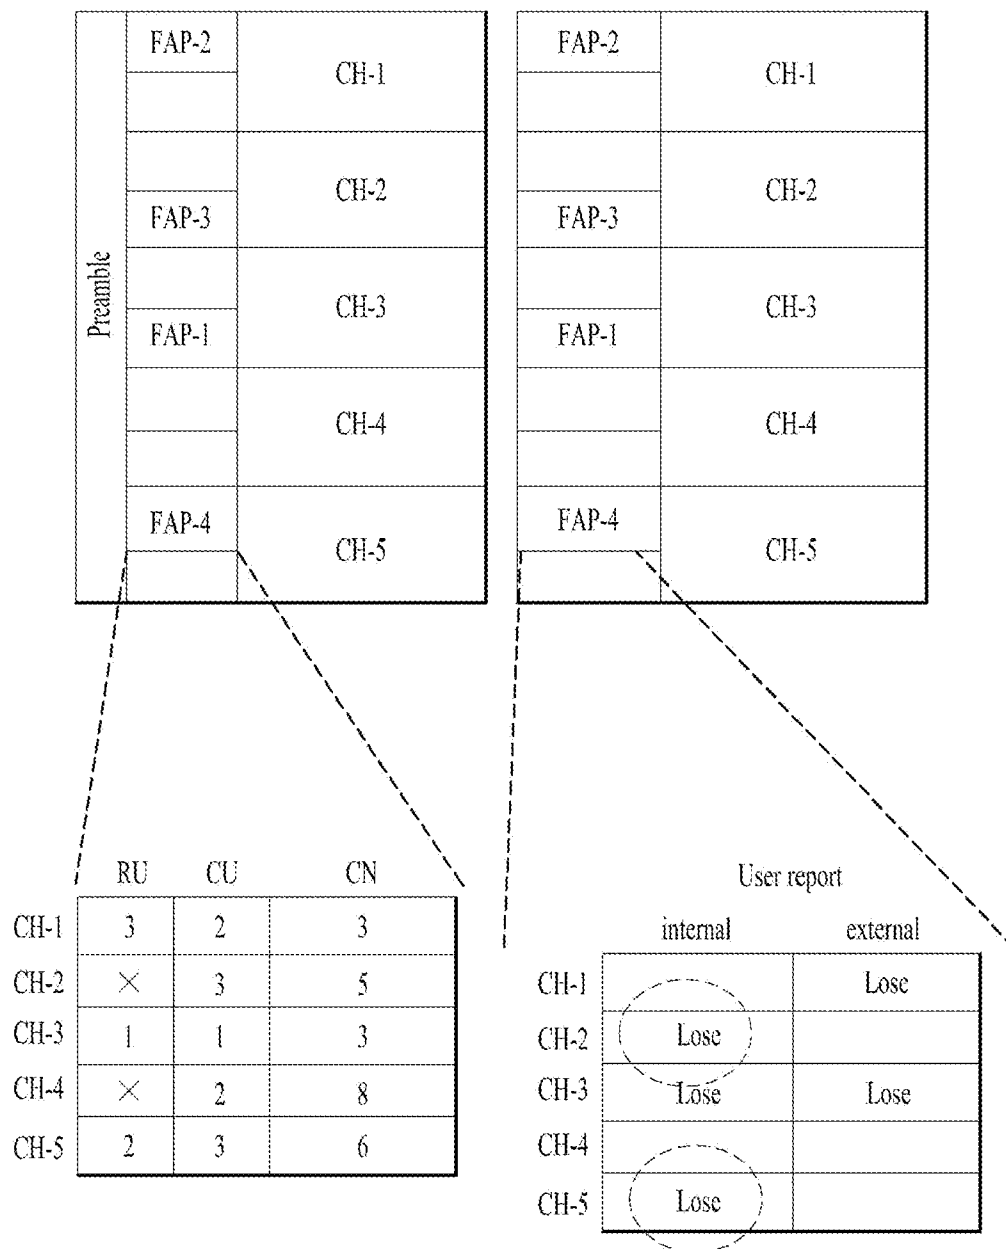 FAP-2
CH-1
CH-2
FAP-3
Preamble
CH-3
FAP-1
CH-4
FAP-4
CH-5
FAP-2
CH-1
CH-2
FAP-3
CH-3
FAP-1
CH-4
FAP-4
CH-5
RU CU CN
CH-1 3 2 3
CH-2 × 3 5
CH-3 1 1 3
CH-4 × 2 8
CH-5 2 3 6
User report
internal external
CH-1 Lose
CH-2 Lose
CH-3 Lose Lose
CH-4
CH-5 Lose